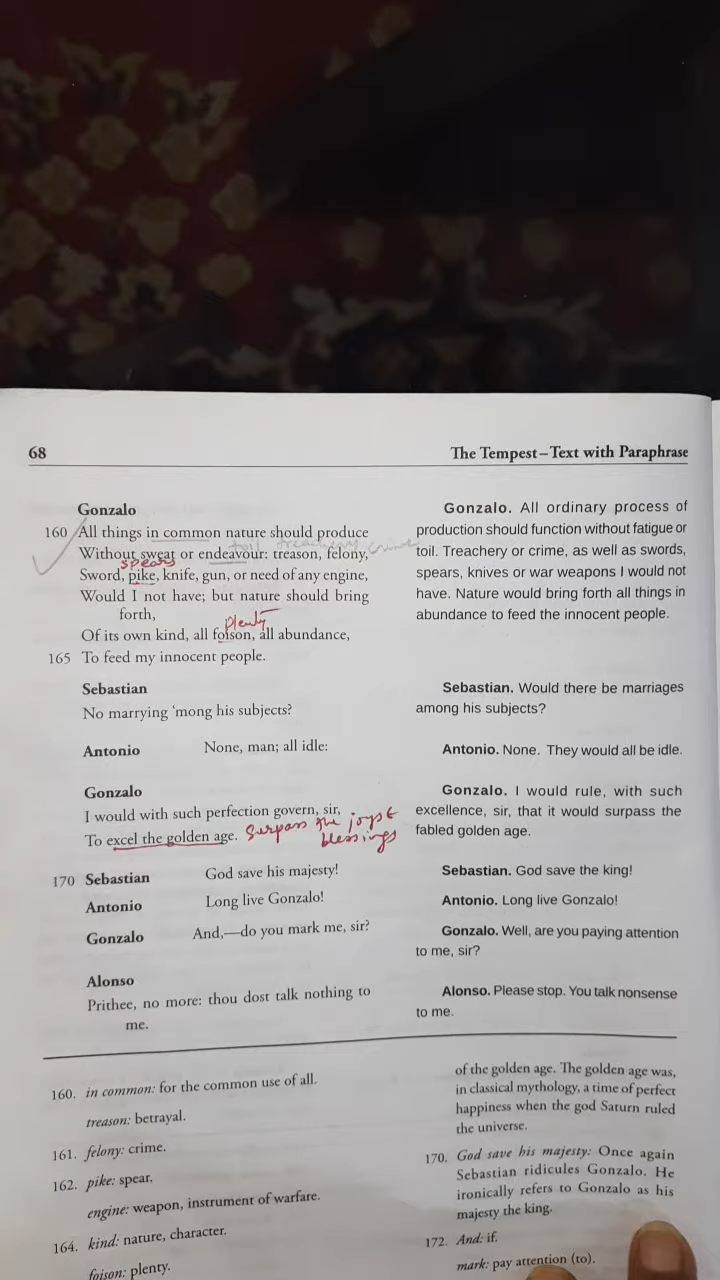 68
The Tempest–Text with Paraphrase
Gonzalo
160 All things in common nature should produce
toil treachery crime
Without sweat or endeavour: treason, felony,
spears
Sword, pike, knife, gun, or need of any engine,
Would I not have; but nature should bring
forth,
plenty
Of its own kind, all foison, all abundance,
165 To feed my innocent people.
Sebastian
No marrying 'mong his subjects?
Antonio None, man; all idle:
Gonzalo
I would with such perfection govern, sir,
To excel the golden age. Surpass the joys &
blessings
170 Sebastian God save his majesty!
Antonio Long live Gonzalo!
Gonzalo And,—do you mark me, sir?
Alonso
Prithee, no more: thou dost talk nothing to
me.
Gonzalo. All ordinary process of
production should function without fatigue or
toil. Treachery or crime, as well as swords,
spears, knives or war weapons I would not
have. Nature would bring forth all things in
abundance to feed the innocent people.
Sebastian. Would there be marriages
among his subjects?
Antonio. None. They would all be idle.
Gonzalo. I would rule, with such
excellence, sir, that it would surpass the
fabled golden age.
Sebastian. God save the king!
Antonio. Long live Gonzalo!
Gonzalo. Well, are you paying attention
to me, sir?
Alonso. Please stop. You talk nonsense
to me.
160. in common: for the common use of all.
treason: betrayal.
161. felony: crime.
162. pike: spear.
engine: weapon, instrument of warfare.
164. kind: nature, character.
foison: plenty.
of the golden age. The golden age was,
in classical mythology, a time of perfect
happiness when the god Saturn ruled
the universe.
170. God save his majesty: Once again
Sebastian ridicules Gonzalo. He
ironically refers to Gonzalo as his
majesty the king.
172. And: if.
mark: pay attention (to).